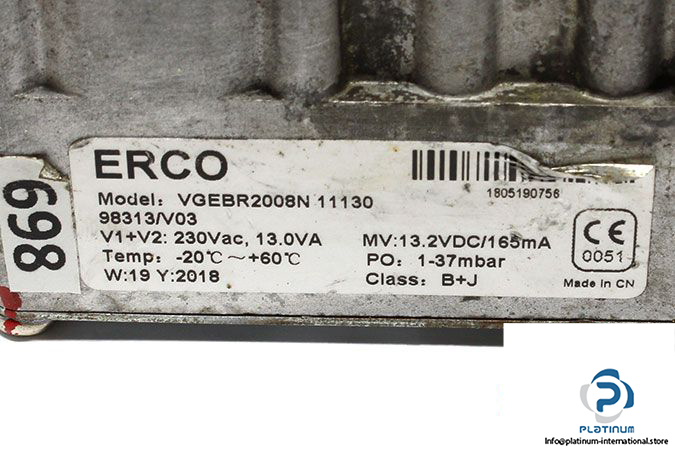 ERCO
1805190756
Model: VGEBR2008N 11130
98313/V03
V1+V2: 230Vac, 13.0VA
MV:13.2VDC/165mA
Temp: -20℃ ~ +60℃
PO: 1-37mbar
W:19 Y:2018
Class: B+J
CE
0051
Made in CN
869
PLATINUM
info@platinum-international.store